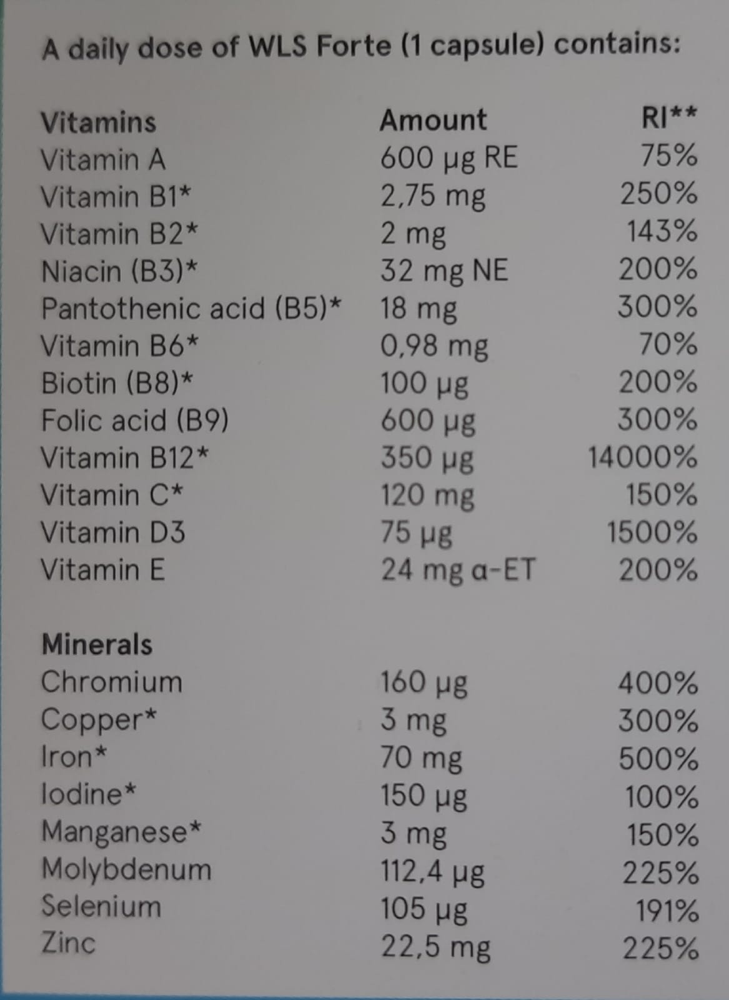 A daily dose of WLS Forte (1 capsule) contains:
Vitamins Amount RI**
Vitamin A 600 µg RE 75%
Vitamin B1* 2,75 mg 250%
Vitamin B2* 2 mg 143%
Niacin (B3)* 32 mg NE 200%
Pantothenic acid (B5)* 18 mg 300%
Vitamin B6* 0,98 mg 70%
Biotin (B8)* 100 µg 200%
Folic acid (B9) 600 µg 300%
Vitamin B12* 350 µg 14000%
Vitamin C* 120 mg 150%
Vitamin D3 75 µg 1500%
Vitamin E 24 mg α-ET 200%
Minerals
Chromium 160 µg 400%
Copper* 3 mg 300%
Iron* 70 mg 500%
Iodine* 150 µg 100%
Manganese* 3 mg 150%
Molybdenum 112,4 µg 225%
Selenium 105 µg 191%
Zinc 22,5 mg 225%